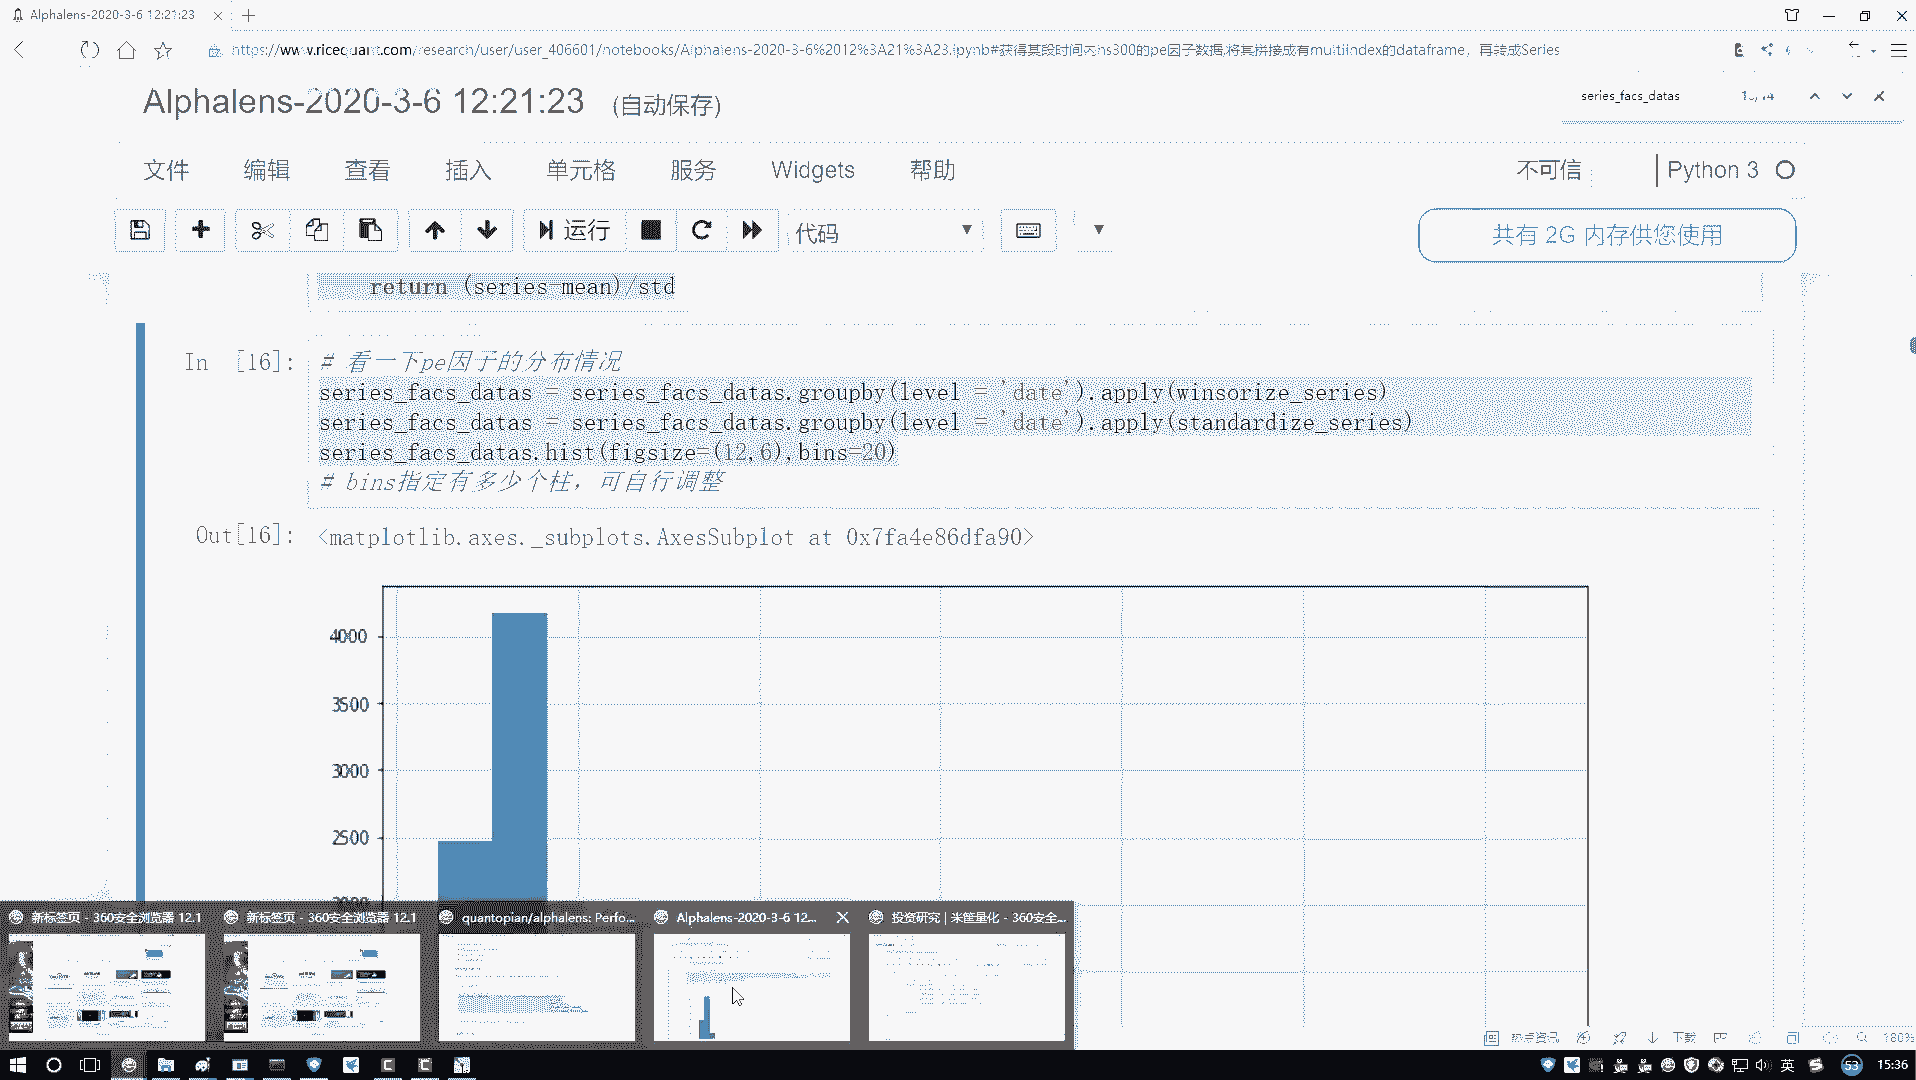 Alphalens-2020-3-6 12:21:23
https://www.ricequant.com/research/user/user_406601/notebooks/Alphalens-2020-3-6%2012%3A21%3A23.ipynb#获得某段时间内hs300的pe因子数据,将其拼接成有multiindex的dataframe，再转成Series
Alphalens-2020-3-6 12:21:23 (自动保存)
series_facs_datas
文件 编辑 查看 插入 单元格 服务 Widgets 帮助 不可信 Python 3
运行 代码 共有 2G 内存供您使用
return (series-mean)/std
In [16]:
# 看一下pe因子的分布情况
series_facs_datas = series_facs_datas.groupby(level = 'date').apply(winsorize_series)
series_facs_datas = series_facs_datas.groupby(level = 'date').apply(standardize_series)
series_facs_datas.hist(figsize=(12,6),bins=20)
# bins指定有多少个柱，可自行调整
Out[16]: <matplotlib.axes._subplots.AxesSubplot at 0x7fa4e86dfa90>
4000
3500
3000
2500
新标签页 - 360安全浏览器 12.1
新标签页 - 360安全浏览器 12.1
quantopian/alphalens: Perfo...
Alphalens-2020-3-6 12...
投资研究 | 米筐量化 - 360安全...
热点资讯 下载 180%
英 53 15:36